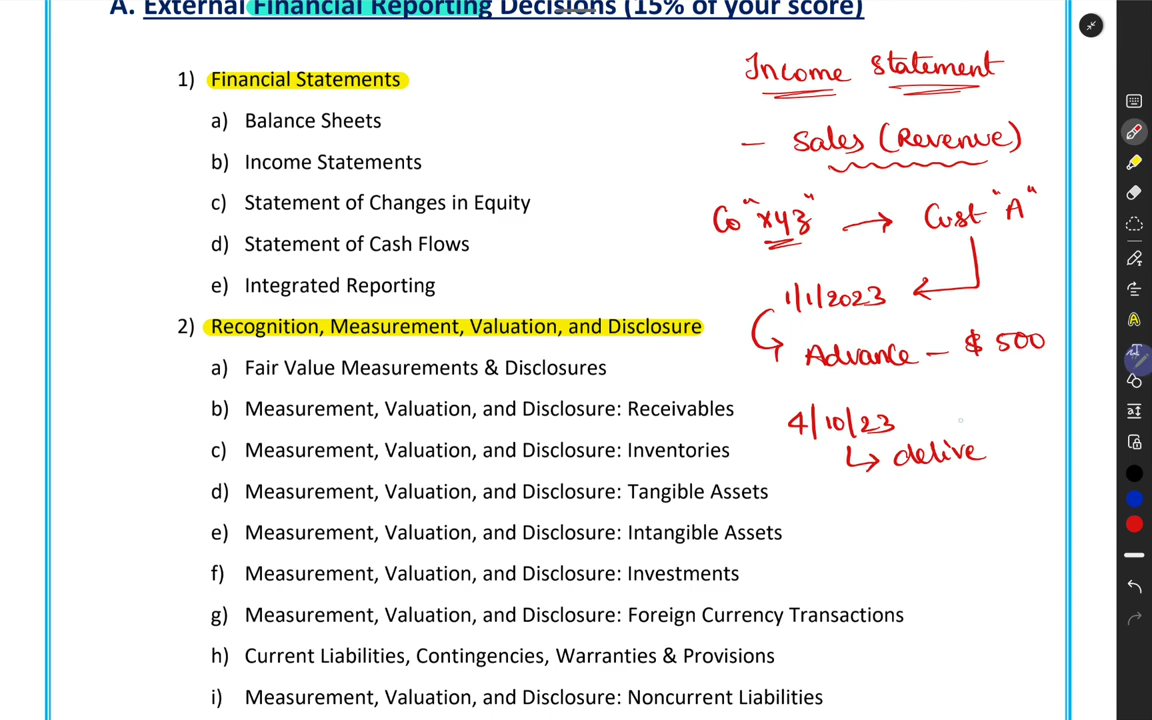 A. External Financial Reporting Decisions (15% of your score)
1) Financial Statements
a) Balance Sheets
b) Income Statements
c) Statement of Changes in Equity
d) Statement of Cash Flows
e) Integrated Reporting
2) Recognition, Measurement, Valuation, and Disclosure
a) Fair Value Measurements & Disclosures
b) Measurement, Valuation, and Disclosure: Receivables
c) Measurement, Valuation, and Disclosure: Inventories
d) Measurement, Valuation, and Disclosure: Tangible Assets
e) Measurement, Valuation, and Disclosure: Intangible Assets
f) Measurement, Valuation, and Disclosure: Investments
g) Measurement, Valuation, and Disclosure: Foreign Currency Transactions
h) Current Liabilities, Contingencies, Warranties & Provisions
i) Measurement, Valuation, and Disclosure: Noncurrent Liabilities
Income Statement
- Sales (Revenue)
Co "xyz" → Cust "A"
1/1/2023
Advance - $ 500
4/10/23
delive